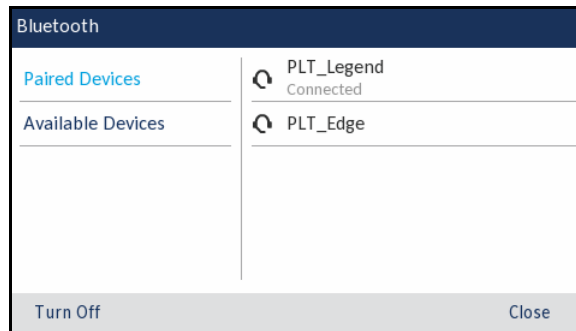 Bluetooth
Paired Devices
Available Devices
PLT_Legend
Connected
PLT_Edge
Turn Off
Close